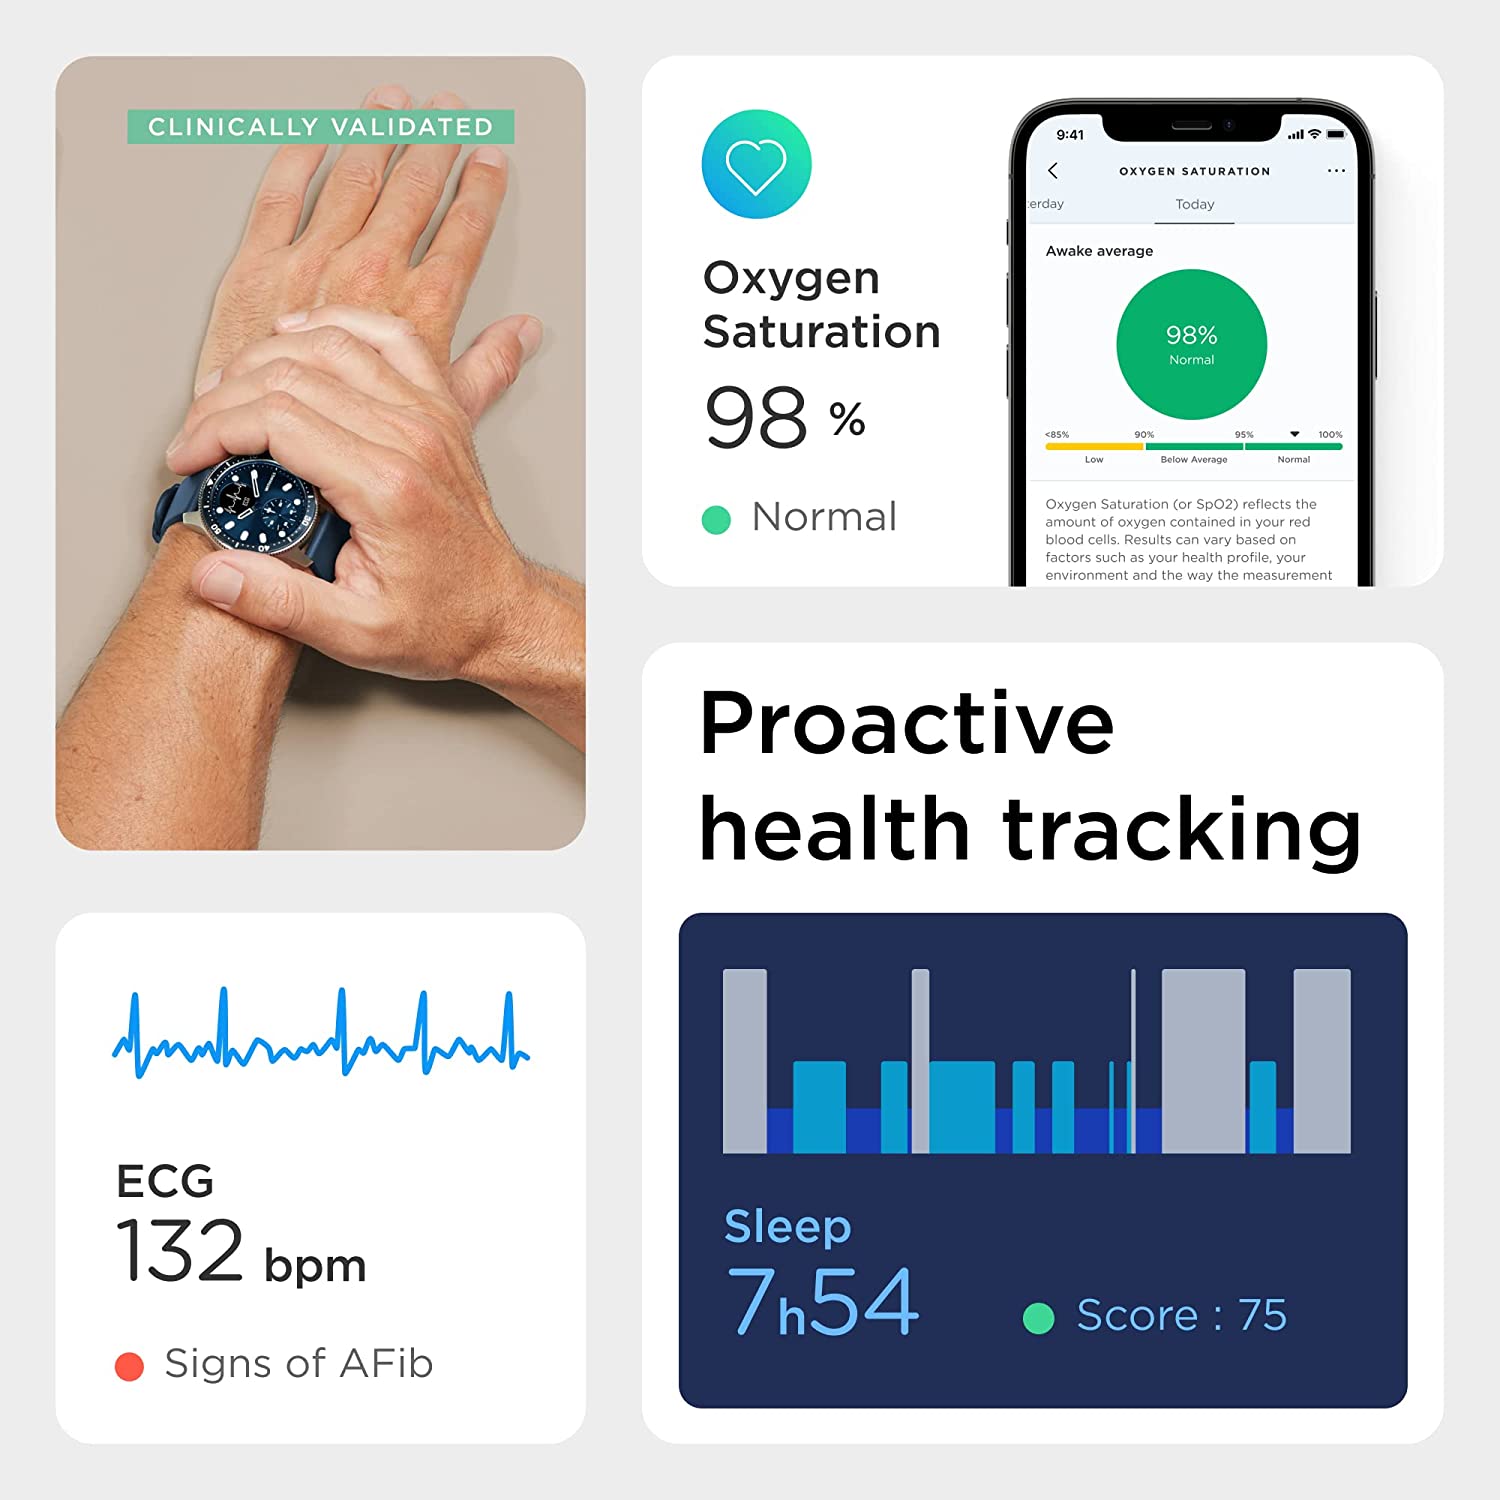 CLINICALLY VALIDATED
Oxygen
Saturation
98 %
Normal
9:41
OXYGEN SATURATION
Today
Awake average
98%
Normal
<85%
90%
95%
100%
Low
Below Average
Normal
Oxygen Saturation (or SpO2) reflects the
amount of oxygen contained in your red
blood cells. Results can vary based on
factors such as your health profile, your
environment and the way the measurement
Proactive
health tracking
Sleep
7h54
Score : 75
ECG
132 bpm
Signs of AFib